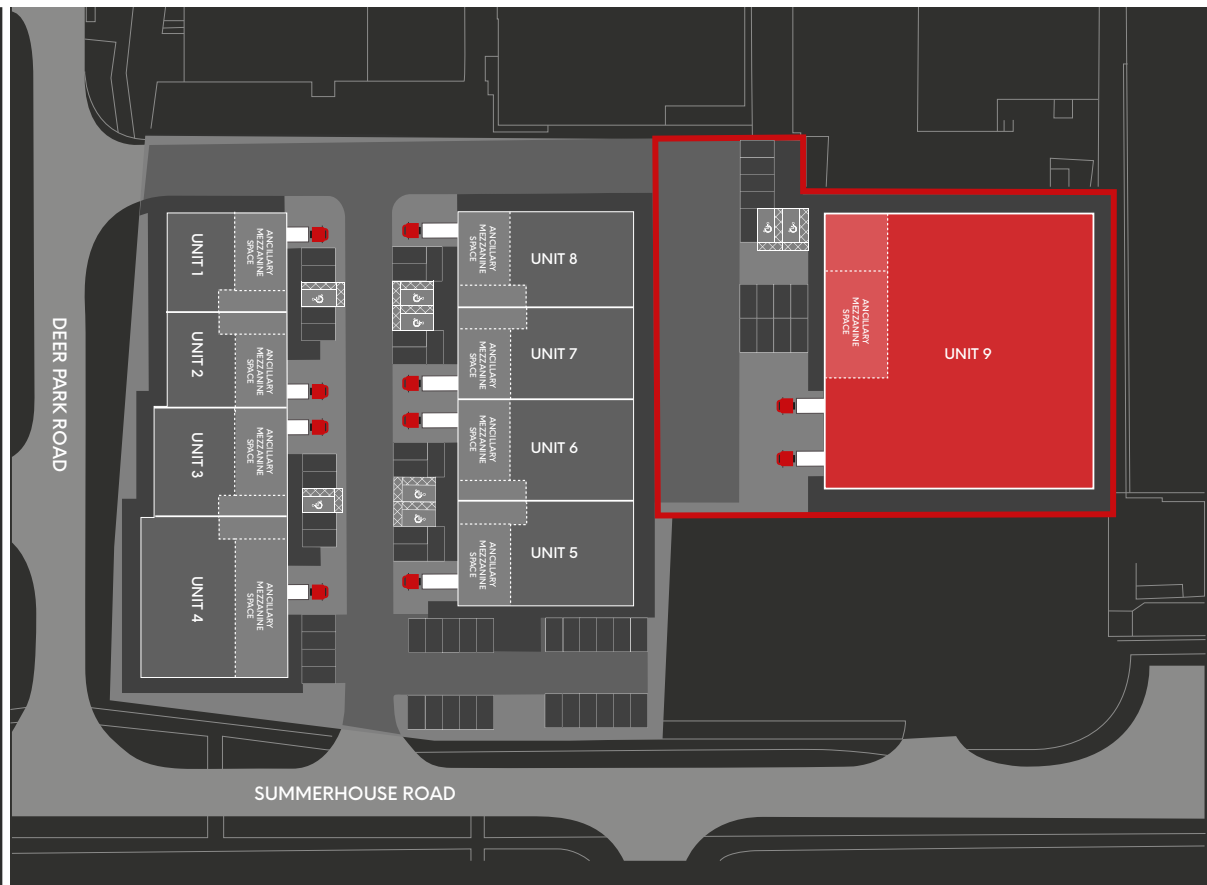 DEER PARK ROAD
UNIT 1
ANCILLARY
MEZZANINE
SPACE
UNIT 2
ANCILLARY
MEZZANINE
SPACE
UNIT 3
ANCILLARY
MEZZANINE
SPACE
UNIT 4
ANCILLARY
MEZZANINE
SPACE
ANCILLARY
MEZZANINE
SPACE
UNIT 8
ANCILLARY
MEZZANINE
SPACE
UNIT 7
ANCILLARY
MEZZANINE
SPACE
UNIT 6
ANCILLARY
MEZZANINE
SPACE
UNIT 5
ANCILLARY
MEZZANINE
SPACE
UNIT 9
SUMMERHOUSE ROAD